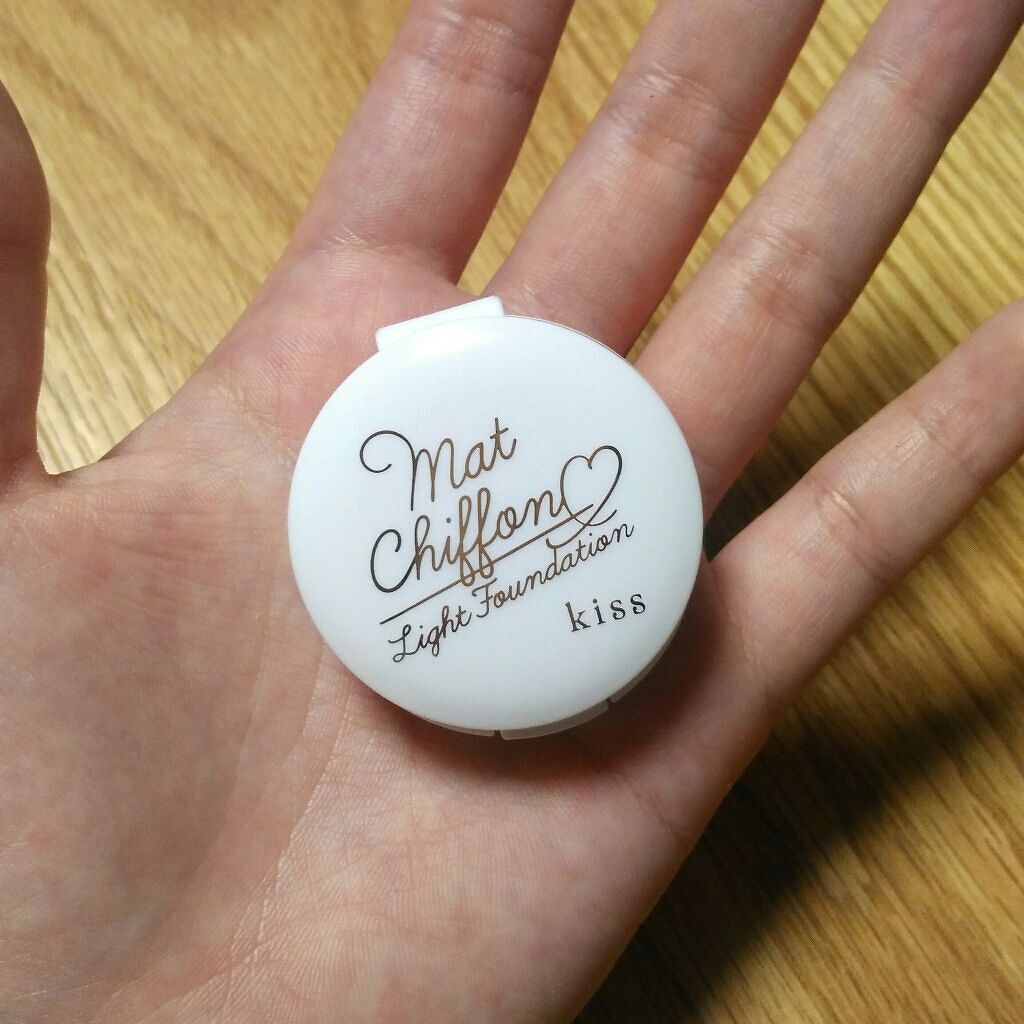 Mat
Chiffon
Light Foundation
kiss